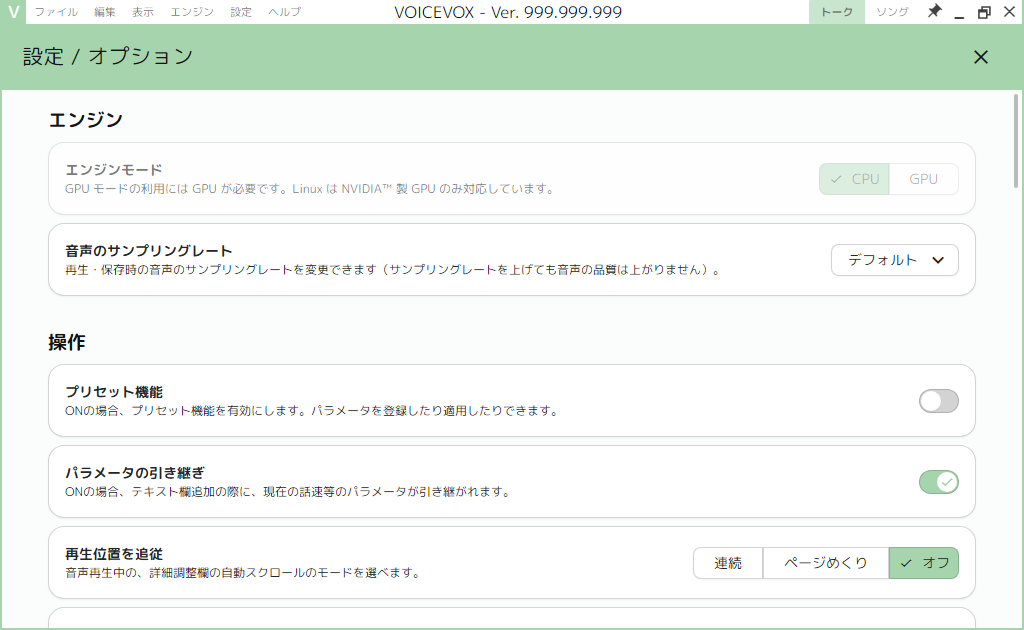 V ファイル 編集 表示 エンジン 設定 ヘルプ VOICEVOX - Ver. 999.999.999 トーク ソング
設定 / オプション
エンジン
エンジンモード
GPU モードの利用には GPU が必要です。Linux は NVIDIA™ 製 GPU のみ対応しています。
CPU GPU
音声のサンプリングレート
再生・保存時の音声のサンプリングレートを変更できます（サンプリングレートを上げても音声の品質は上がりません）。
デフォルト
操作
プリセット機能
ONの場合、プリセット機能を有効にします。パラメータを登録したり適用したりできます。
パラメータの引き継ぎ
ONの場合、テキスト欄追加の際に、現在の話速等のパラメータが引き継がれます。
再生位置を追従
音声再生中の、詳細調整欄の自動スクロールのモードを選べます。
連続 ページめくり オフ